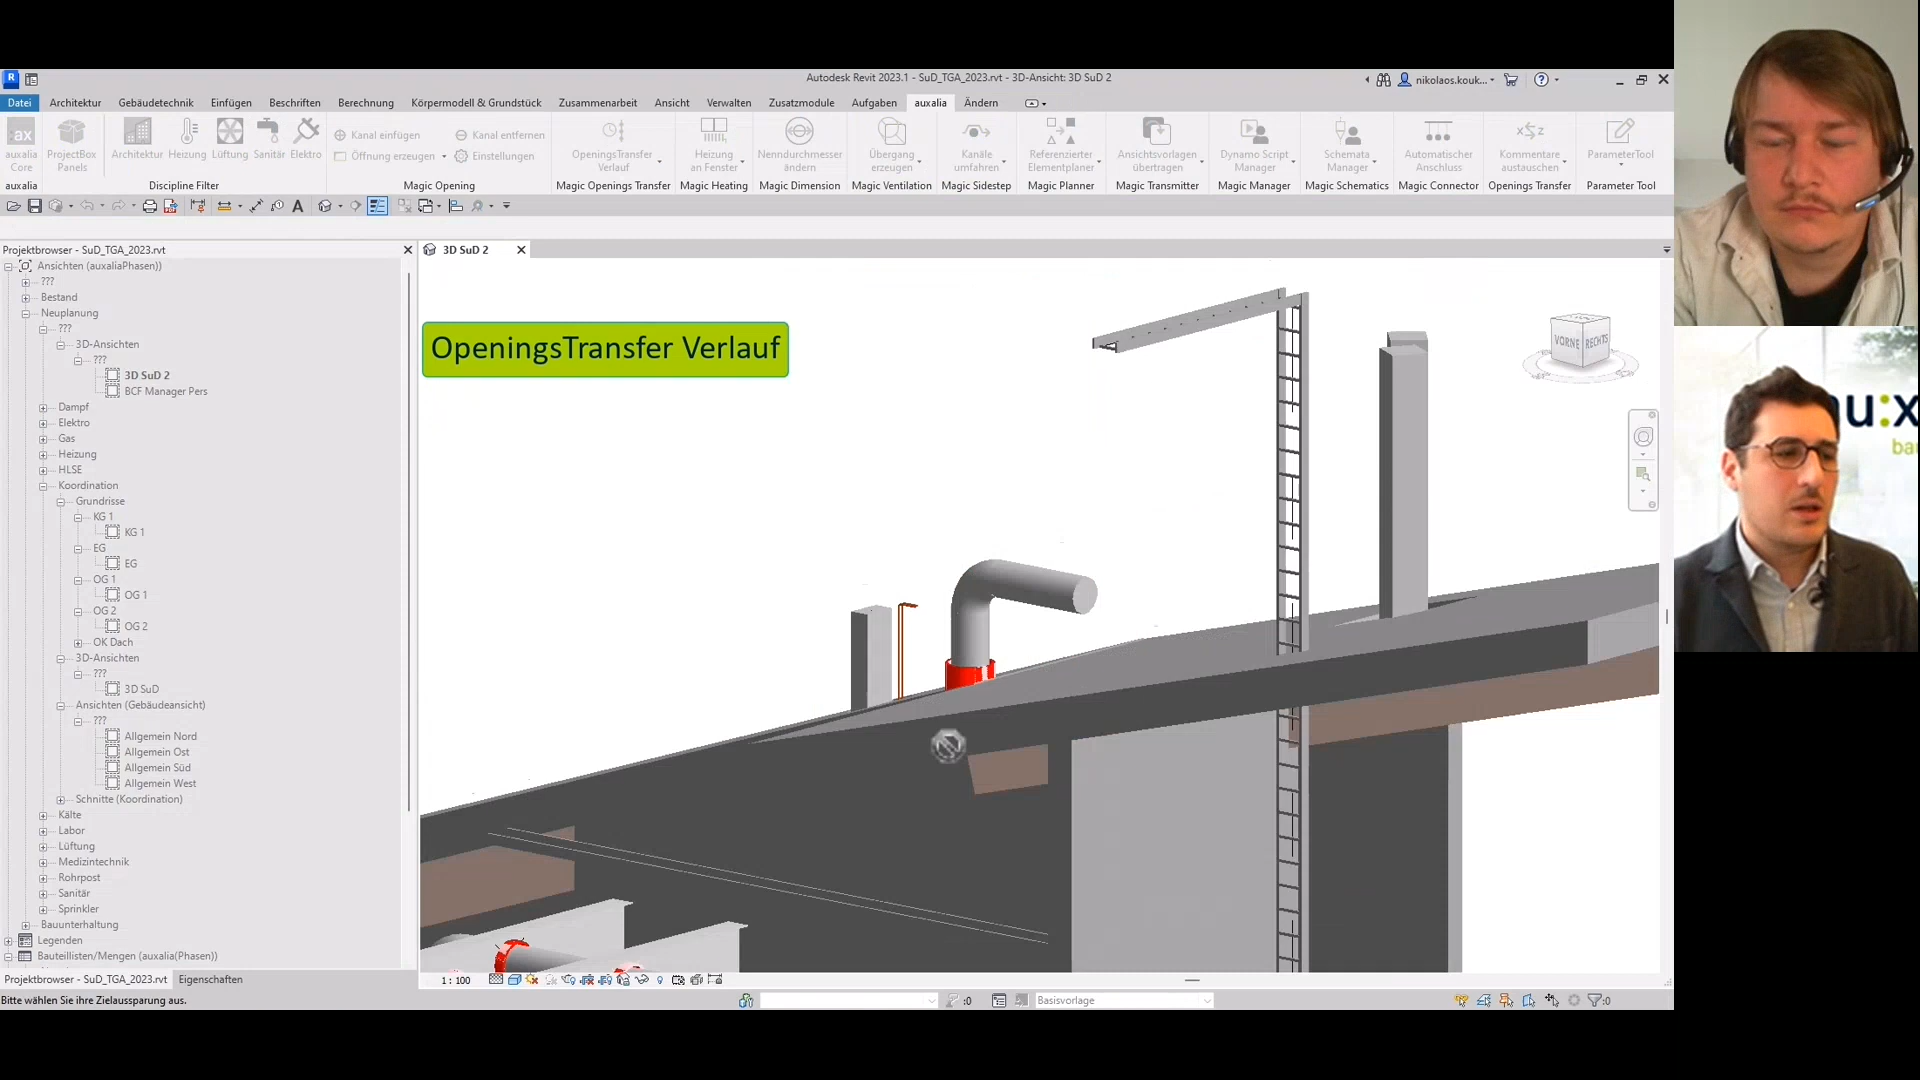 Autodesk Revit 2023.1 - SuD_TGA_2023.rvt - 3D-Ansicht: 3D SuD 2
nikolaos.kouk...
Datei Architektur Gebäudetechnik Einfügen Beschriften Berechnung Körpermodell & Grundstück Zusammenarbeit Ansicht Verwalten Zusatzmodule Aufgaben auxalia Ändern
:ax
auxalia Core
ProjectBox Panels
Architektur Heizung Lüftung Sanitär Elektro
Kanal einfügen Kanal entfernen
Öffnung erzeugen Einstellungen
OpeningsTransfer Verlauf
Heizung an Fenster
Nenndurchmesser ändern
Übergang erzeugen
Kanäle umfahren
Referenzierter Elementplaner
Ansichtsvorlagen übertragen
Dynamo Script Manager
Schemata Manager
Automatischer Anschluss
Kommentare austauschen
ParameterTool
auxalia Discipline Filter Magic Opening Magic Openings Transfer Magic Heating Magic Dimension Magic Ventilation Magic Sidestep Magic Planner Magic Transmitter Magic Manager Magic Schematics Magic Connector Openings Transfer Parameter Tool
Projektbrowser - SuD_TGA_2023.rvt
3D SuD 2
Ansichten (auxaliaPhasen))
???
Bestand
Neuplanung
???
3D-Ansichten
???
3D SuD 2
BCF Manager Pers
Dampf
Elektro
Gas
Heizung
HLSE
Koordination
Grundrisse
KG 1
KG 1
EG
EG
OG 1
OG 1
OG 2
OG 2
OK Dach
3D-Ansichten
???
3D SuD
Ansichten (Gebäudeansicht)
???
Allgemein Nord
Allgemein Ost
Allgemein Süd
Allgemein West
Schnitte (Koordination)
Kälte
Labor
Lüftung
Medizintechnik
Rohrpost
Sanitär
Sprinkler
Bauunterhaltung
Legenden
Bauteillisten/Mengen (auxalia(Phasen))
OpeningsTransfer Verlauf
VORNE RECHTS
u:x
ba
Projektbrowser - SuD_TGA_2023.rvt Eigenschaften
1 : 100
Bitte wählen Sie ihre Zielaussparung aus.
:0
Basisvorlage
:0